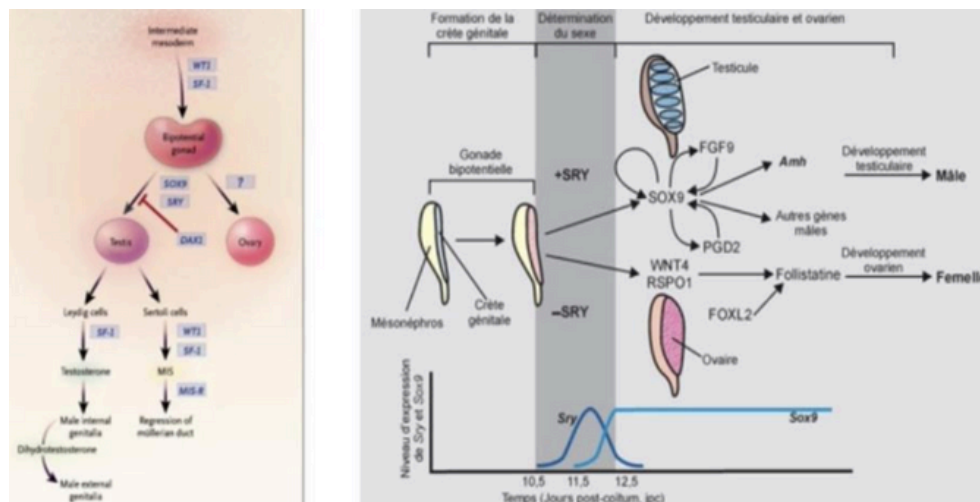 Intermediate
mesoderm
WT1
SF-1
Bipotential
gonad
SOX9
SRY
?
DAX1
Testis
Ovary
Leydig cells
Sertoli cells
SF-1
WT1
SF-1
Testosterone
MIS
MIS-R
Male internal
genitalia
Regression of
müllerian duct
Dihydrotestosterone
Male external
genitalia
Formation de la
crète génitale
Détermination
du sexe
Développement testiculaire et ovarien
Testicule
Gonade
bipotentielle
+SRY
FGF9
SOX9
Amh
Développement
testiculaire
Mâle
Autres gènes
mâles
PGD2
WNT4
RSPO1
Follistatine
Développement
ovarien
Femelle
FOXL2
–SRY
Mésonéphros
Crète
génitale
Ovaire
Niveau d'expression
de Sry et Sox9
Sry
Sox9
10,5
11,5
12,5
Temps (Jours post-coïtum, jpc)